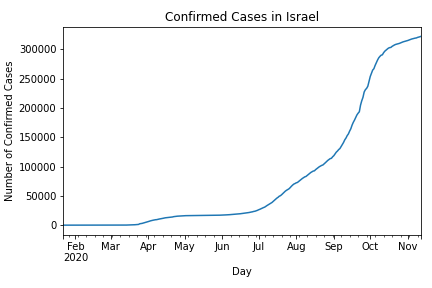 Confirmed Cases in Israel
Number of Confirmed Cases
300000
250000
200000
150000
100000
50000
0
Feb Mar Apr May Jun Jul Aug Sep Oct Nov
2020
Day